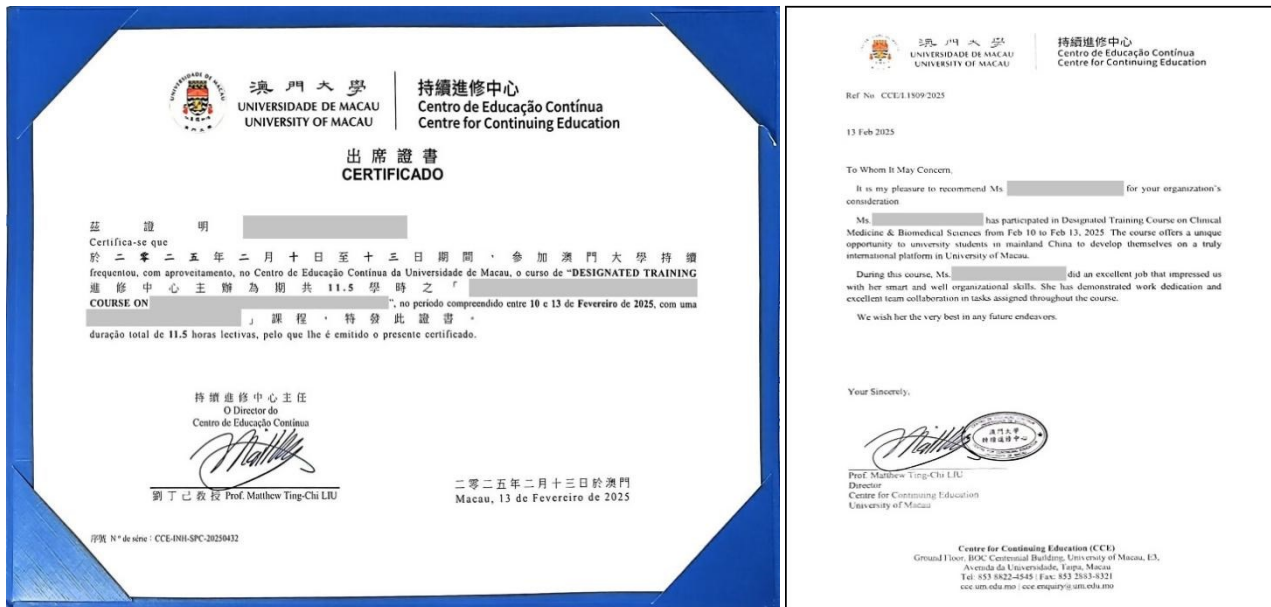 澳門大學
UNIVERSIDADE DE MACAU
UNIVERSITY OF MACAU
持續進修中心
Centro de Educação Contínua
Centre for Continuing Education
出席證書
CERTIFICADO
茲證明
Certifica-se que
於二零二五年二月十日至十三日期間，參加澳門大學持續
frequentou, com aproveitamento, no Centro de Educação Contínua da Universidade de Macau, o curso de “DESIGNATED TRAINING
進修中心主辦為期共 11.5 學時之「
COURSE ON ”, no período compreendido entre 10 e 13 de Fevereiro de 2025, com uma
」課程，特發此證書。
duração total de 11.5 horas lectivas, pelo que lhe é emitido o presente certificado.
持續進修中心主任
O Director do
Centro de Educação Contínua
劉丁己教授 Prof. Matthew Ting-Chi LIU
二零二五年二月十三日於澳門
Macau, 13 de Fevereiro de 2025
序號 N º de série : CCE-INH-SPC-20250432
澳門大學
UNIVERSIDADE DE MACAU
UNIVERSITY OF MACAU
持續進修中心
Centro de Educação Contínua
Centre for Continuing Education
Ref No CCE/L1809/2025
13 Feb 2025
To Whom It May Concern,
It is my pleasure to recommend Ms. for your organization's
consideration
Ms. has participated in Designated Training Course on Clinical
Medicine & Biomedical Sciences from Feb 10 to Feb 13, 2025 The course offers a unique
opportunity to university students in mainland China to develop themselves on a truly
international platform in University of Macau.
During this course, Ms. did an excellent job that impressed us
with her smart and well organizational skills. She has demonstrated work dedication and
excellent team collaboration in tasks assigned throughout the course.
We wish her the very best in any future endeavors.
Your Sincerely,
澳門大學
持續進修中心
Prof. Matthew Ting-Chi LIU
Director
Centre for Continuing Education
University of Macau
Centre for Continuing Education (CCE)
Ground Floor, BOC Centennial Building, University of Macau, E3,
Avenida da Universidade, Taipa, Macau
Tel: 853 8822-4545 | Fax: 853 2883-8321
cce.um.edu.mo | cce.enquiry@um.edu.mo